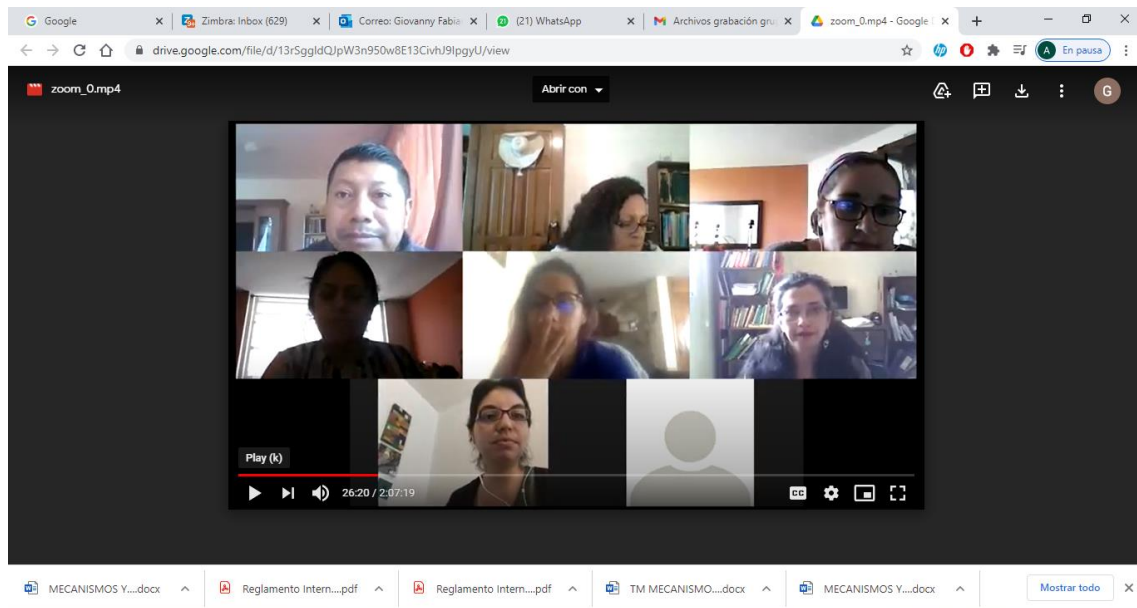 Google
Zimbra: Inbox (629)
Correo: Giovanny Fabia
(21) WhatsApp
Archivos grabación gru
zoom_0.mp4 - Google
drive.google.com/file/d/13rSggldQJpW3n950w8E13CivhJ9lpgyU/view
A En pausa
zoom_0.mp4
Abrir con
G
Play (k)
26:20 / 2:07:19
CC
MECANISMOS Y....docx
Reglamento Intern....pdf
Reglamento Intern....pdf
TM MECANISMO....docx
MECANISMOS Y....docx
Mostrar todo